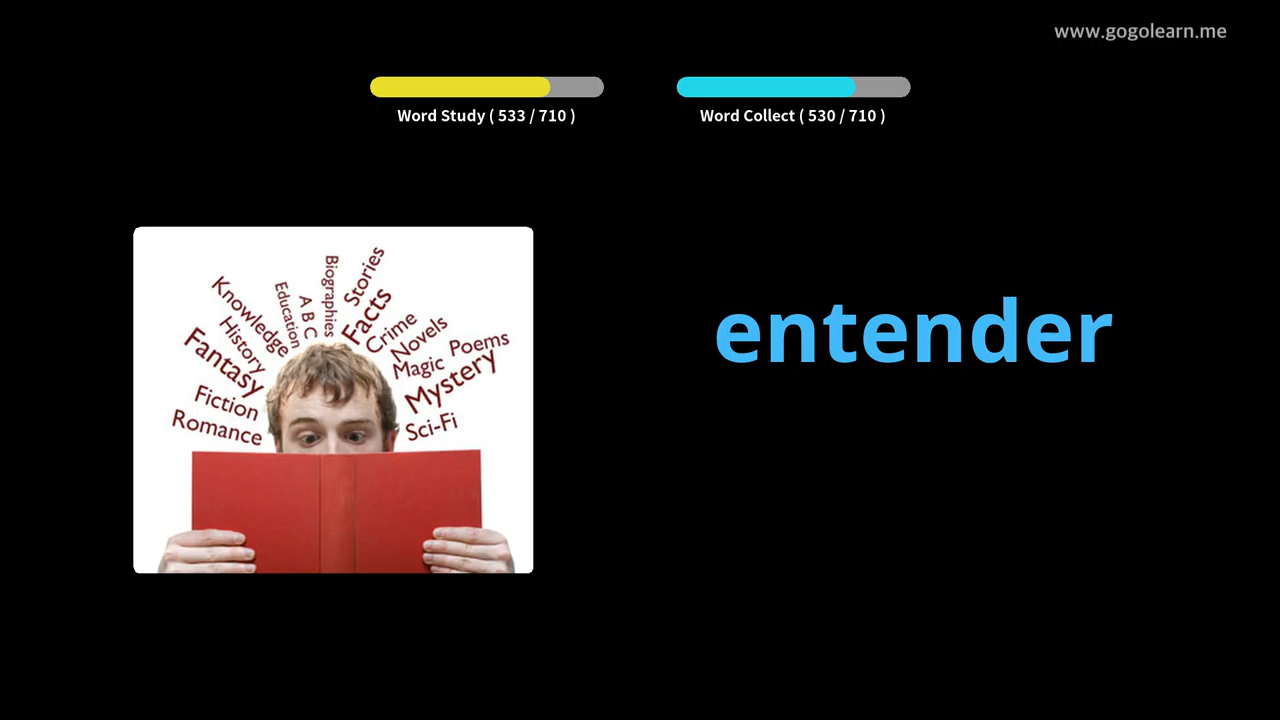 www.gogolearn.me
Word Study ( 533 / 710 )
Word Collect ( 530 / 710 )
entender
Biographies
Stories
Education
A B C
Facts
Knowledge
History
Crime
Novels
Poems
Fantasy
Magic
Mystery
Fiction
Romance
Sci-Fi